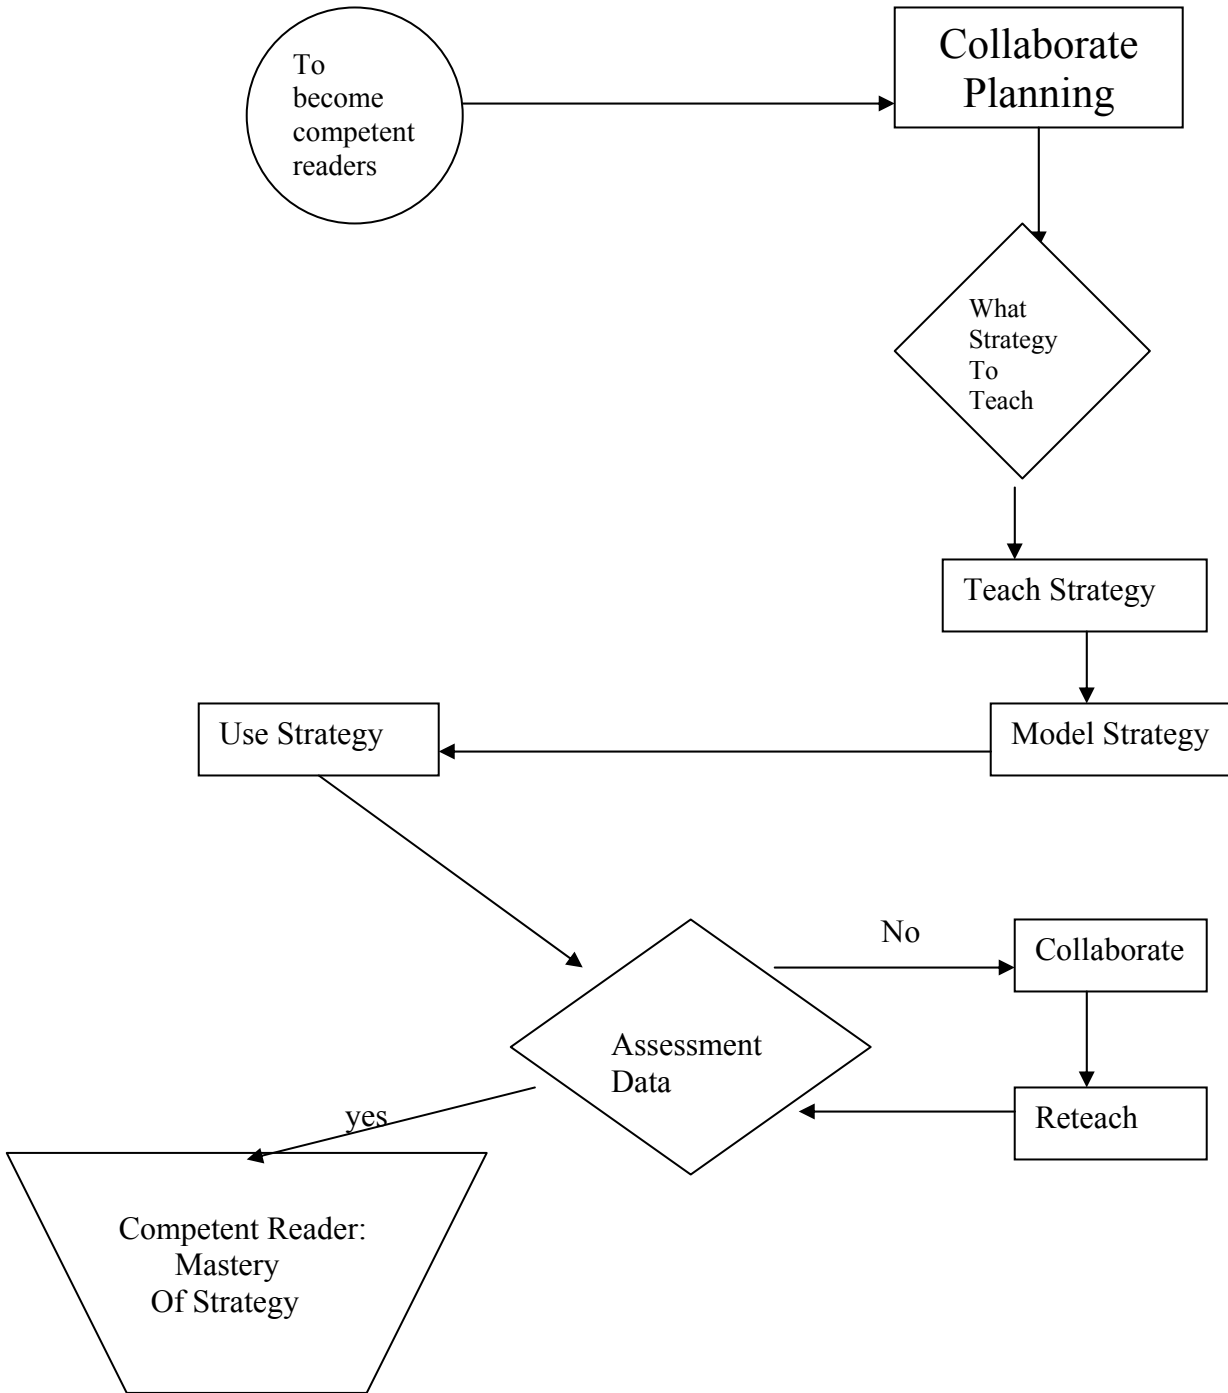 To
become
competent
readers
Collaborate
Planning
What
Strategy
To
Teach
Teach Strategy
Model Strategy
Use Strategy
No
Collaborate
Assessment
Data
Reteach
yes
Competent Reader:
Mastery
Of Strategy